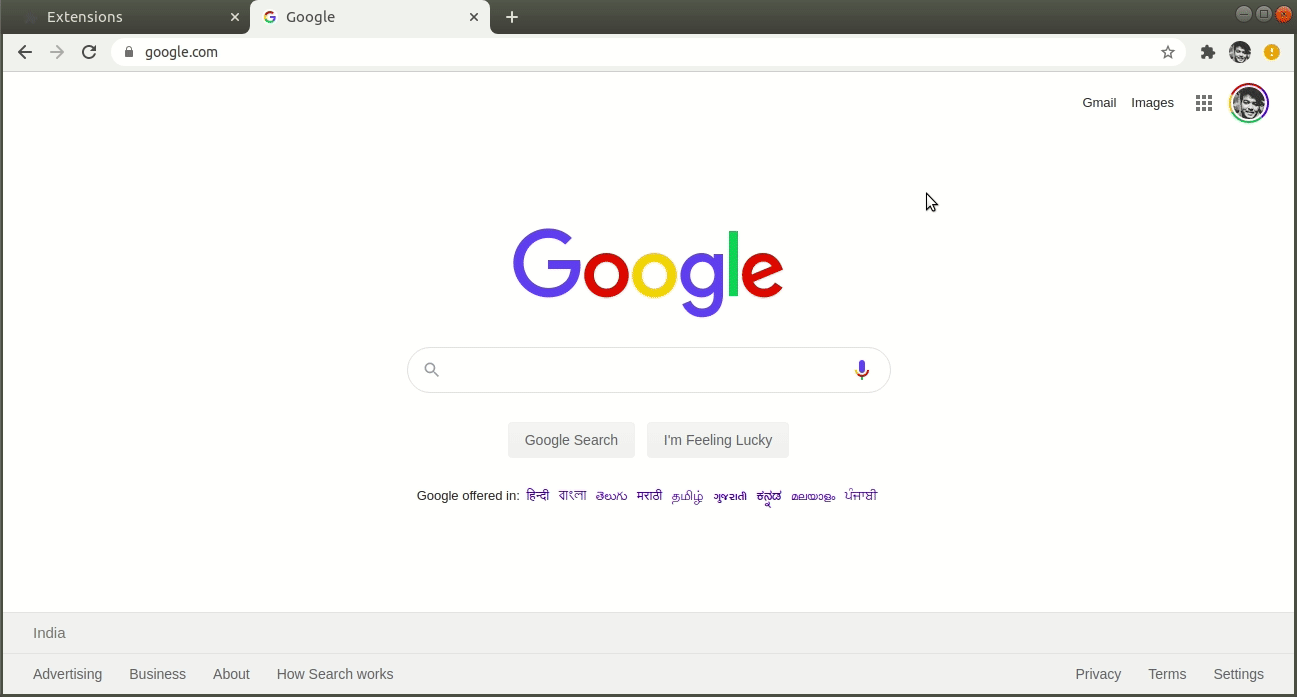 Extensions
Google
google.com
Gmail Images
Google
Google Search I'm Feeling Lucky
Google offered in: हिन्दी বাংলা తెలుగు मराठी தமிழ் ગુજરાતી ಕನ್ನಡ മലയാളം ਪੰਜਾਬੀ
India
Advertising Business About How Search works Privacy Terms Settings